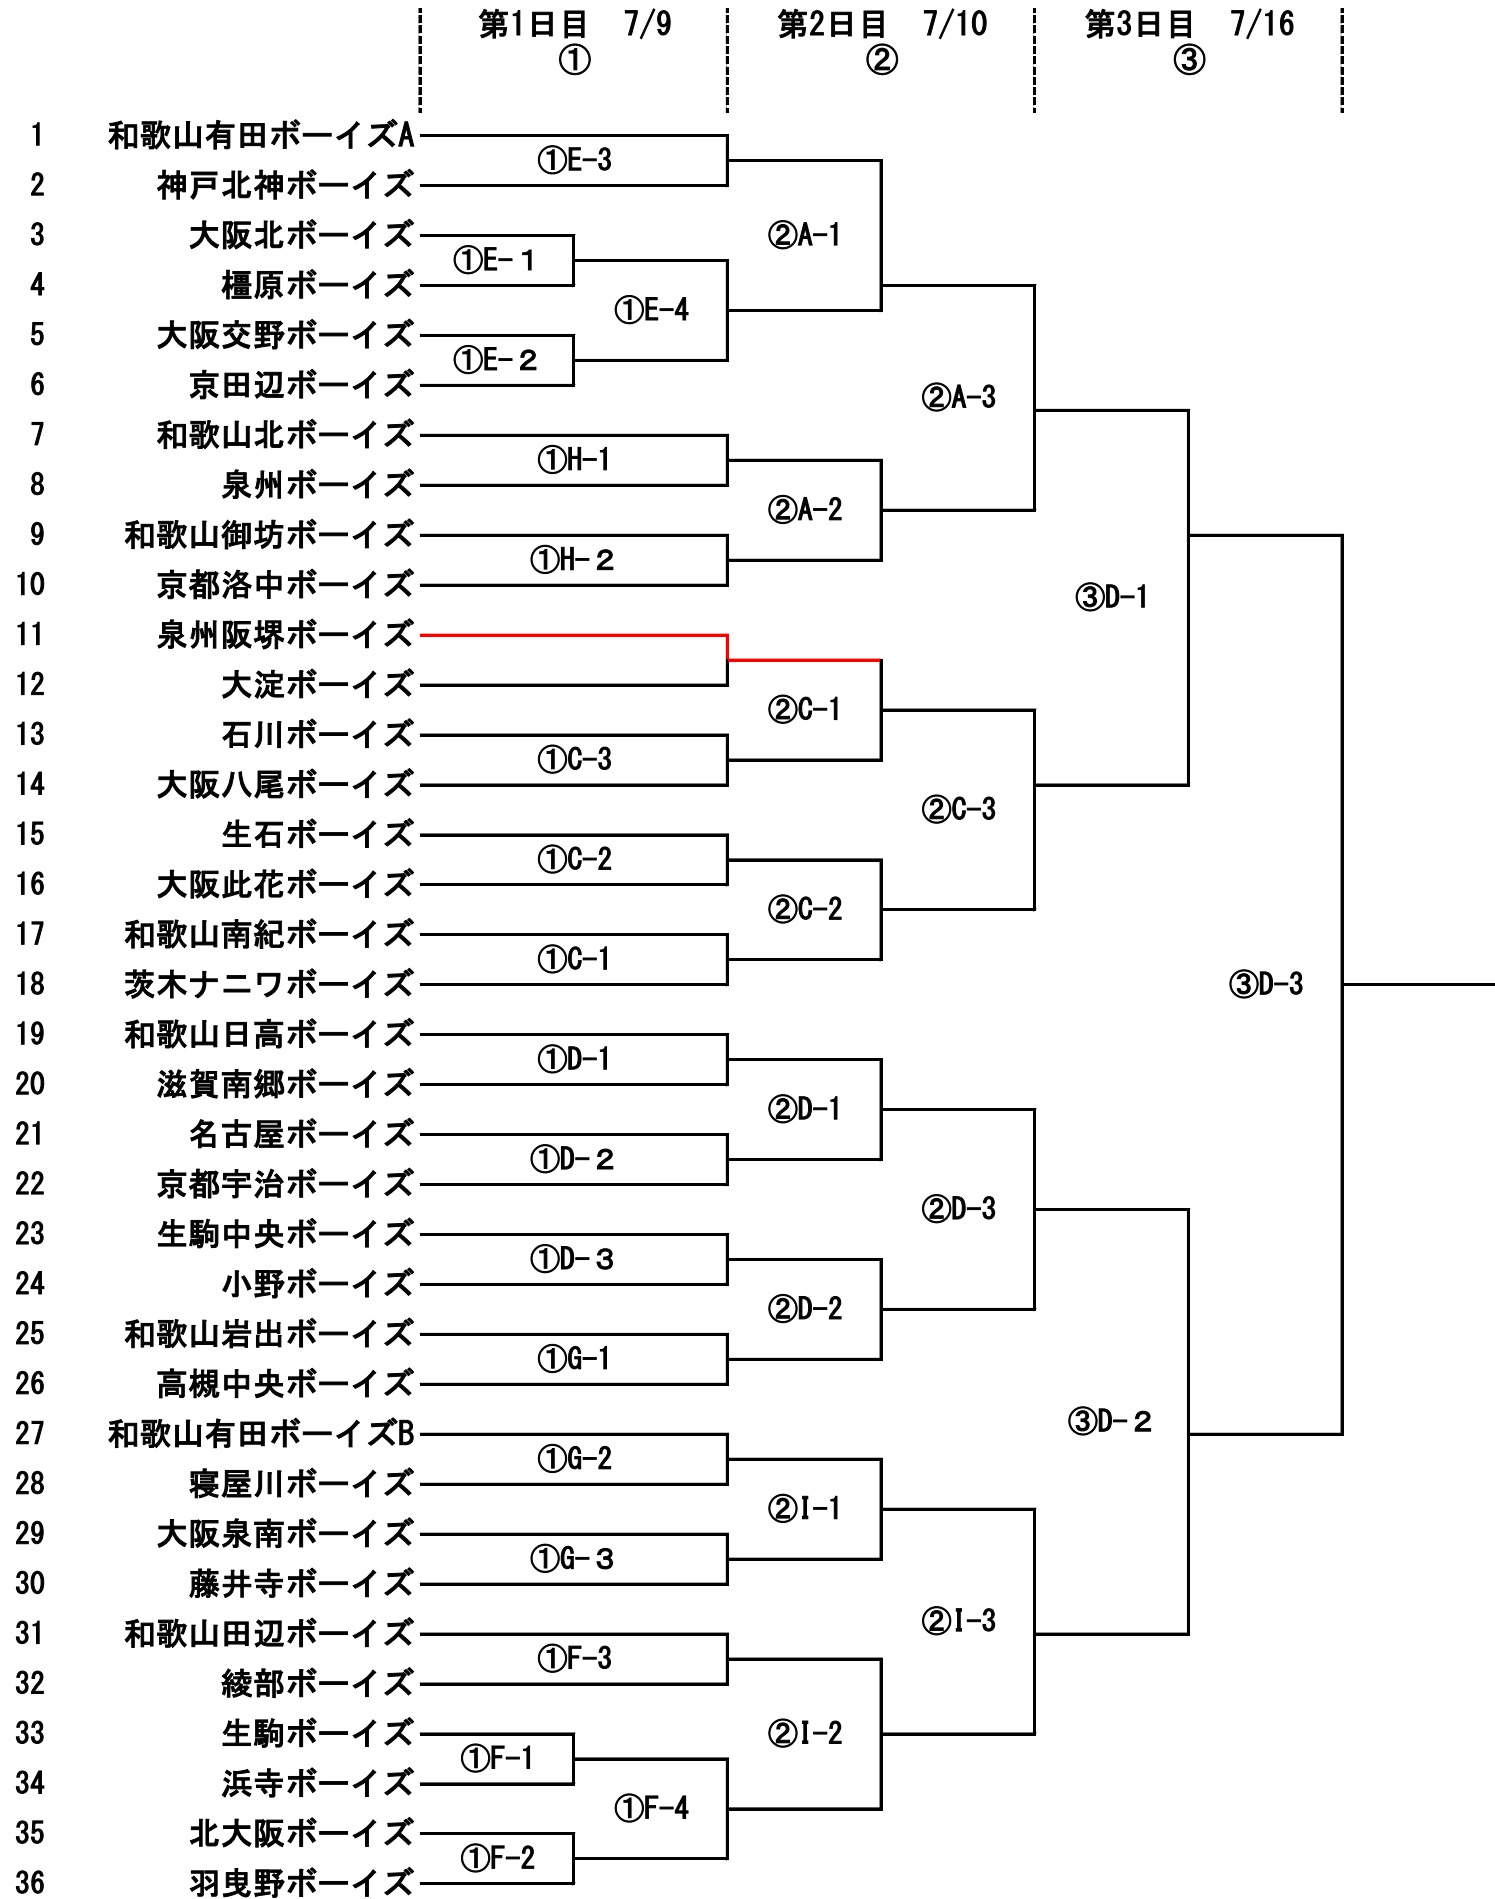 第1日目 7/9 第2日目 7/10 第3日目 7/16
① ② ③
1 和歌山有田ボーイズA
①E-3
2 神戸北神ボーイズ
3 大阪北ボーイズ ②A-1
①E-1
4 橿原ボーイズ
①E-4
5 大阪交野ボーイズ
①E-2
6 京田辺ボーイズ
②A-3
7 和歌山北ボーイズ
①H-1
8 泉州ボーイズ
②A-2
9 和歌山御坊ボーイズ
①H-2
10 京都洛中ボーイズ
③D-1
11 泉州阪堺ボーイズ
12 大淀ボーイズ
②C-1
13 石川ボーイズ
①C-3
14 大阪八尾ボーイズ
②C-3
15 生石ボーイズ
①C-2
16 大阪此花ボーイズ
②C-2
17 和歌山南紀ボーイズ
①C-1
18 茨木ナニワボーイズ ③D-3
19 和歌山日高ボーイズ
①D-1
20 滋賀南郷ボーイズ
②D-1
21 名古屋ボーイズ
①D-2
22 京都宇治ボーイズ
②D-3
23 生駒中央ボーイズ
①D-3
24 小野ボーイズ
②D-2
25 和歌山岩出ボーイズ
①G-1
26 高槻中央ボーイズ
③D-2
27 和歌山有田ボーイズB
①G-2
28 寝屋川ボーイズ
②I-1
29 大阪泉南ボーイズ
①G-3
30 藤井寺ボーイズ
②I-3
31 和歌山田辺ボーイズ
①F-3
32 綾部ボーイズ
33 生駒ボーイズ ②I-2
①F-1
34 浜寺ボーイズ
①F-4
35 北大阪ボーイズ
①F-2
36 羽曳野ボーイズ